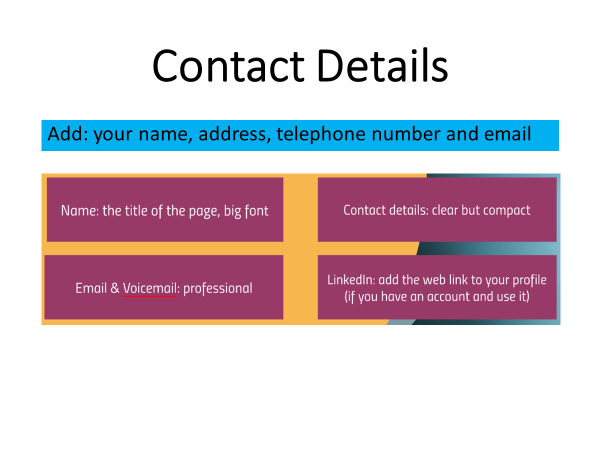 Contact Details
Add: your name, address, telephone number and email
Name: the title of the page, big font
Contact details: clear but compact
Email & Voicemail: professional
LinkedIn: add the web link to your profile
(if you have an account and use it)